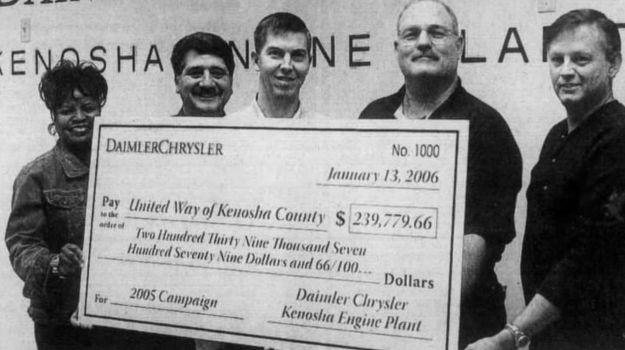 KENOSHA ENGINE PLANT
DAIMLERCHRYSLER
No. 1000
January 13, 2006
Pay to the order of
United Way of Kenosha County $ 239,779.66
Two Hundred Thirty Nine Thousand Seven
Hundred Seventy Nine Dollars and 66/100... Dollars
For 2005 Campaign
Daimler Chrysler
Kenosha Engine Plant